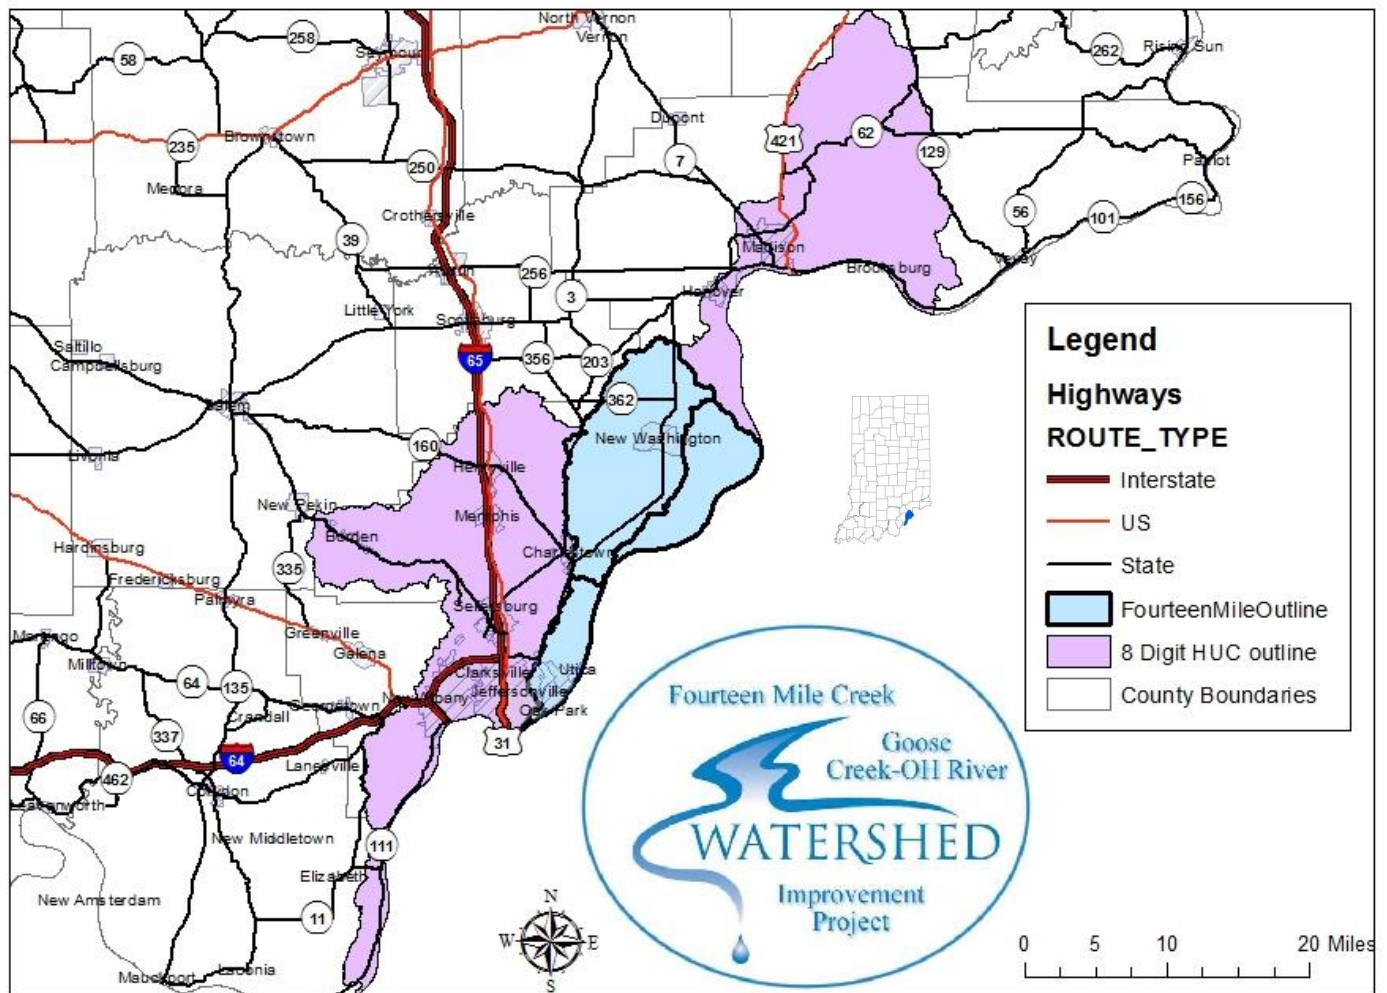 North Vernon
Vernon
258
58
Seymour
262
Rising Sun
Dupont
421
62
Brownstown
235
250
7
129
Patriot
Medora
156
56
101
Crothersville
39
Madison
Vevay
Austin
256
Brooksburg
3
Hanover
Little York
Scottsburg
Saltillo
Campbellsburg
65
356
203
Salem
362
160
New Washington
Livonia
Henryville
New Pekin
Memphis
Borden
Hardinsburg
Charlestown
335
Fredericksburg
Palmyra
Sellersburg
Greenville
Marengo
Galena
Milltown
Clarksville
Utica
64
135
New Albany
Jeffersonville
Georgetown
Oak Park
66
Crandall
337
31
64
Lanesville
462
Corydon
Leavenworth
New Middletown
111
Elizabeth
New Amsterdam
11
Mauckport
Laconia
Legend
Highways
ROUTE_TYPE
Interstate
US
State
FourteenMileOutline
8 Digit HUC outline
County Boundaries
Fourteen Mile Creek
Goose
Creek-OH River
WATERSHED
Improvement
Project
N
W
E
S
0 5 10 20 Miles